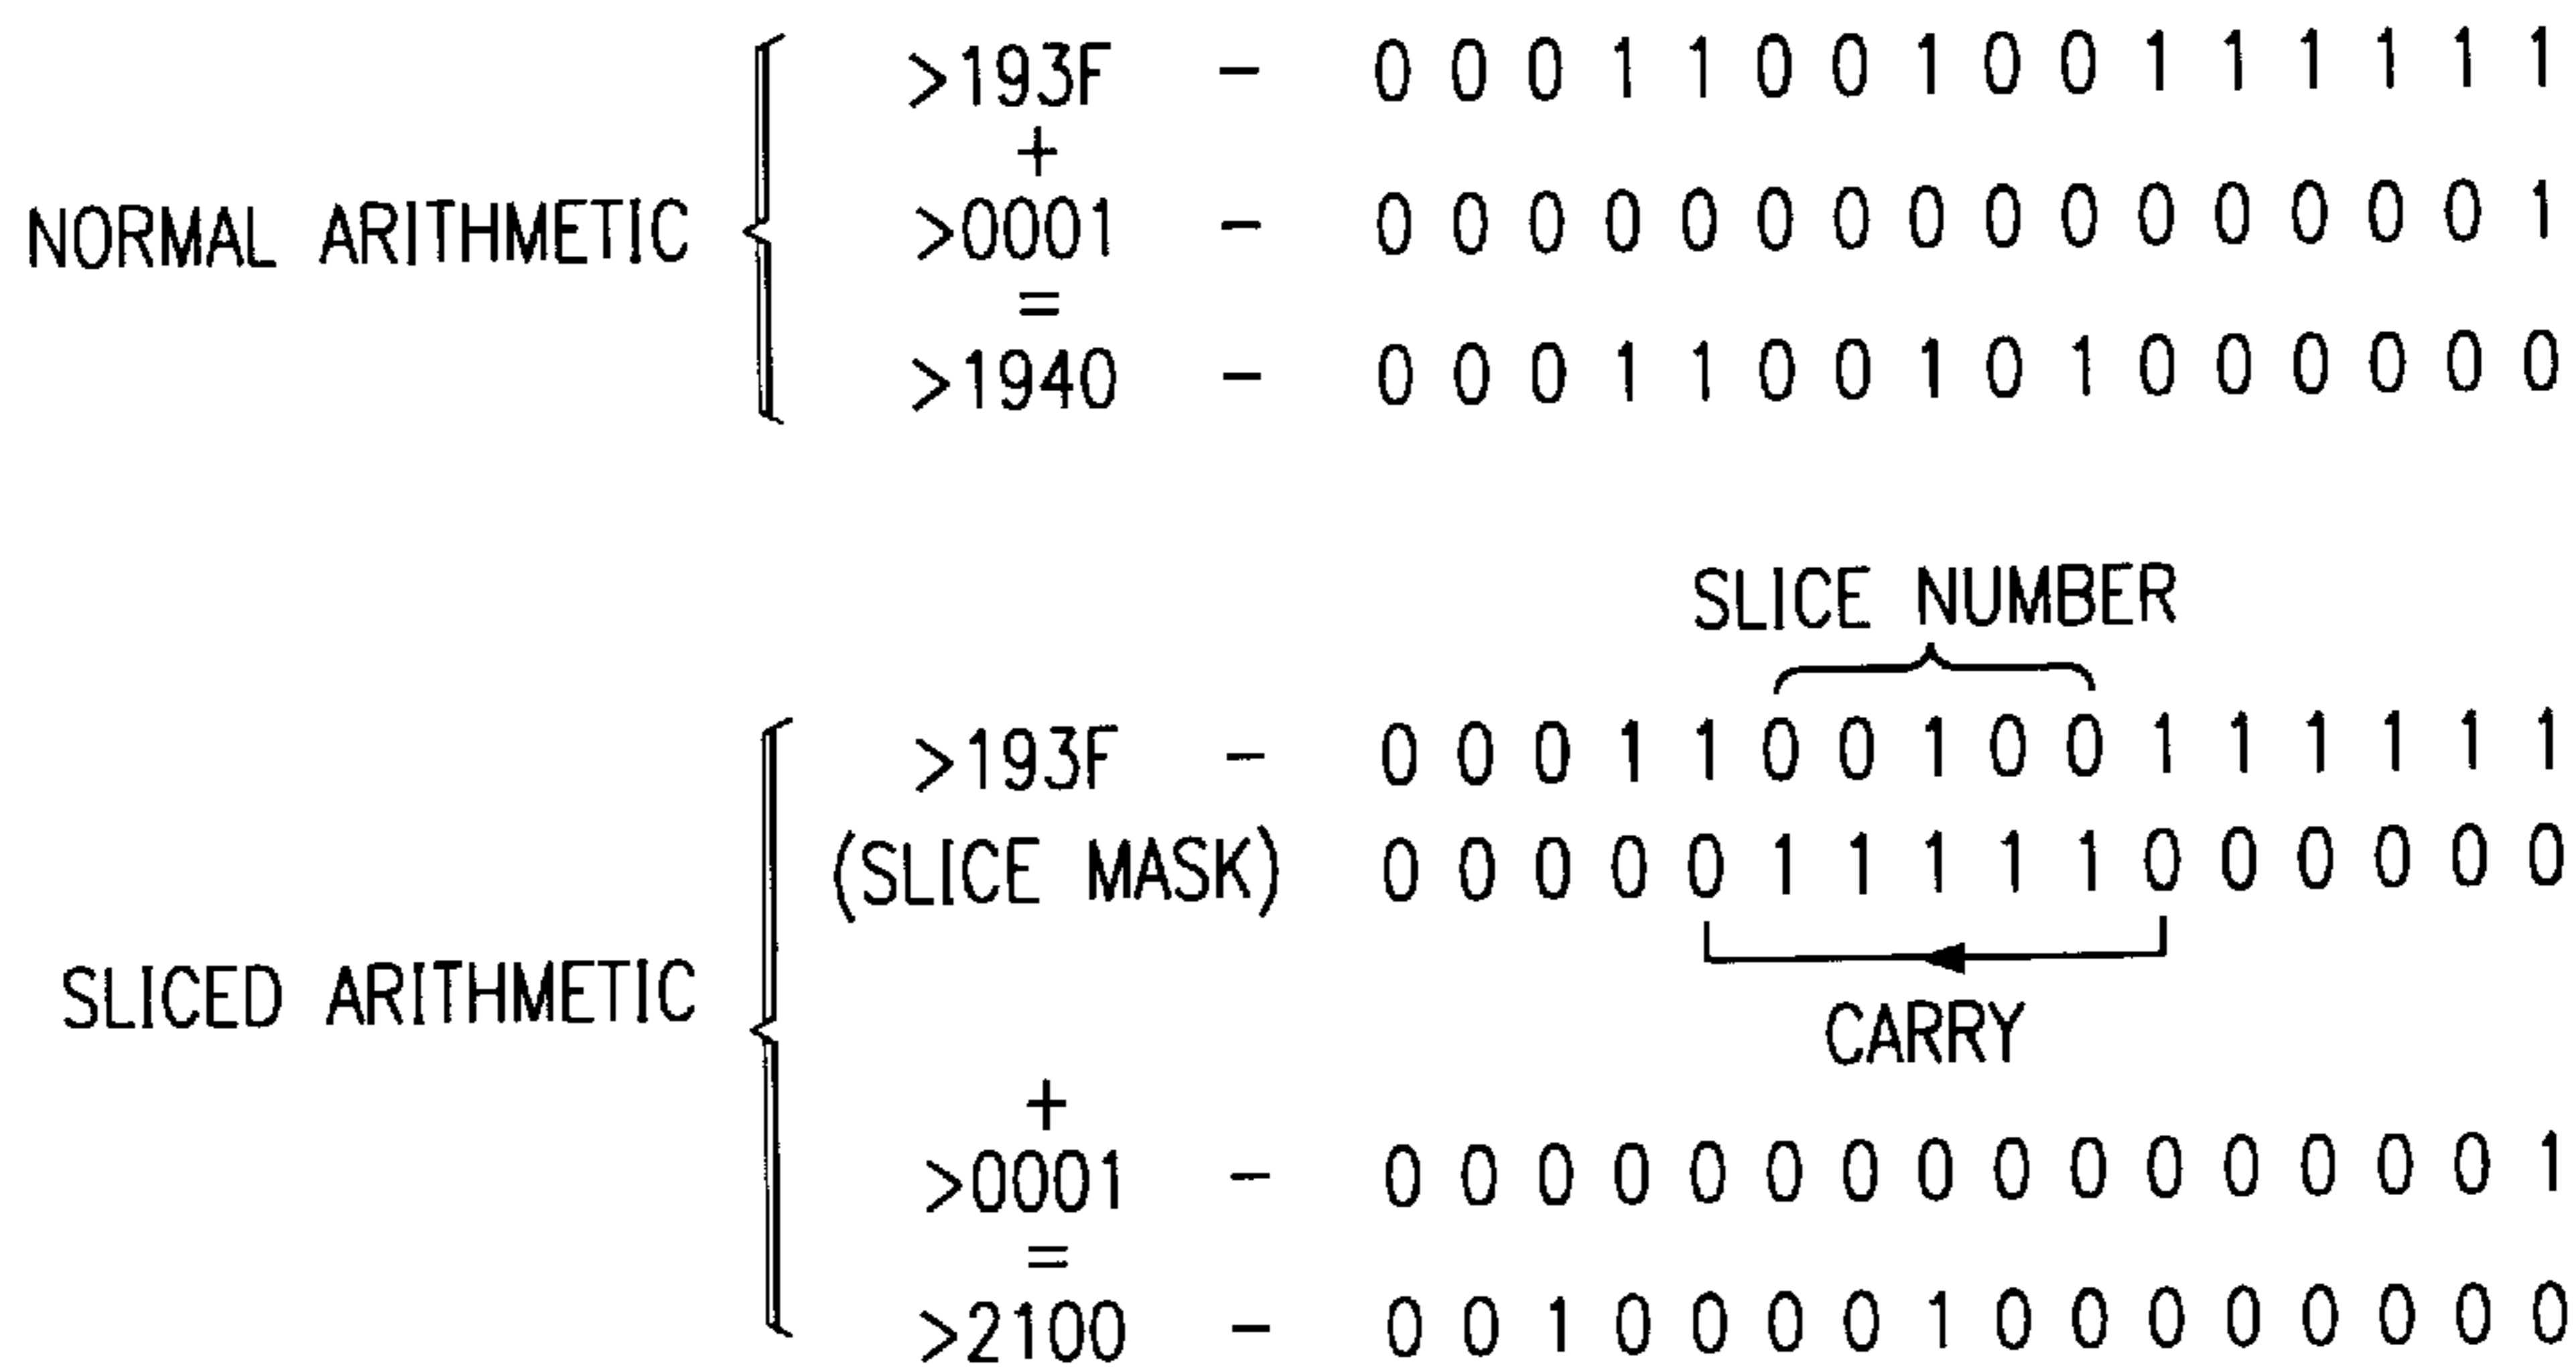 >193F - 0 0 0 1 1 0 0 1 0 0 1 1 1 1 1 1
+
NORMAL ARITHMETIC >0001 - 0 0 0 0 0 0 0 0 0 0 0 0 0 0 0 1
=
>1940 - 0 0 0 1 1 0 0 1 0 1 0 0 0 0 0 0
SLICE NUMBER
>193F - 0 0 0 1 1 0 0 1 0 0 1 1 1 1 1 1
(SLICE MASK) 0 0 0 0 0 1 1 1 1 1 0 0 0 0 0 0
SLICED ARITHMETIC
CARRY
+
>0001 - 0 0 0 0 0 0 0 0 0 0 0 0 0 0 0 1
=
>2100 - 0 0 1 0 0 0 0 1 0 0 0 0 0 0 0 0